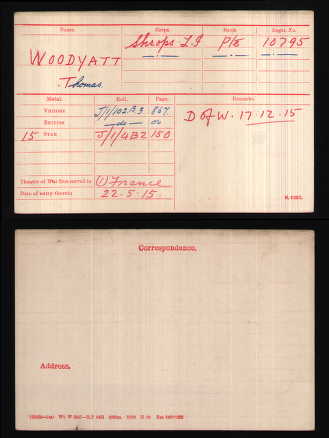 Name. Corps. Rank. Regtl. No.
WOODYATT Shrops L.I Pte 10795
Thomas.
Medal. Roll. Page. Remarks.
Victory J/1/102B3 867
British —do— do
15 Star J/1/4B2 150
D of W. 17.12.15
Theatre of War first served in (1) France
Date of entry therein 22.5.15.
K.1380.
Correspondence.
Address.